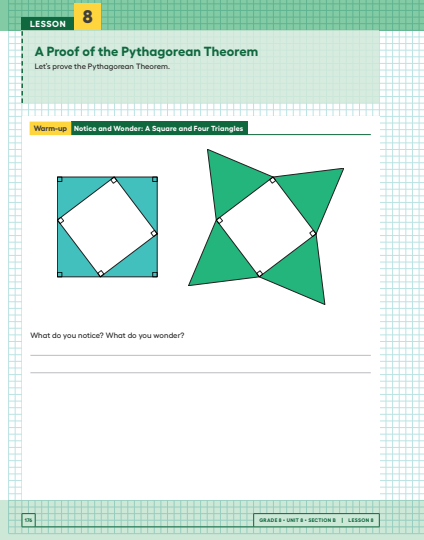 LESSON 8
A Proof of the Pythagorean Theorem
Let's prove the Pythagorean Theorem.
Warm-up Notice and Wonder: A Square and Four Triangles
What do you notice? What do you wonder?
176 GRADE 8 • UNIT 8 • SECTION B | LESSON 8